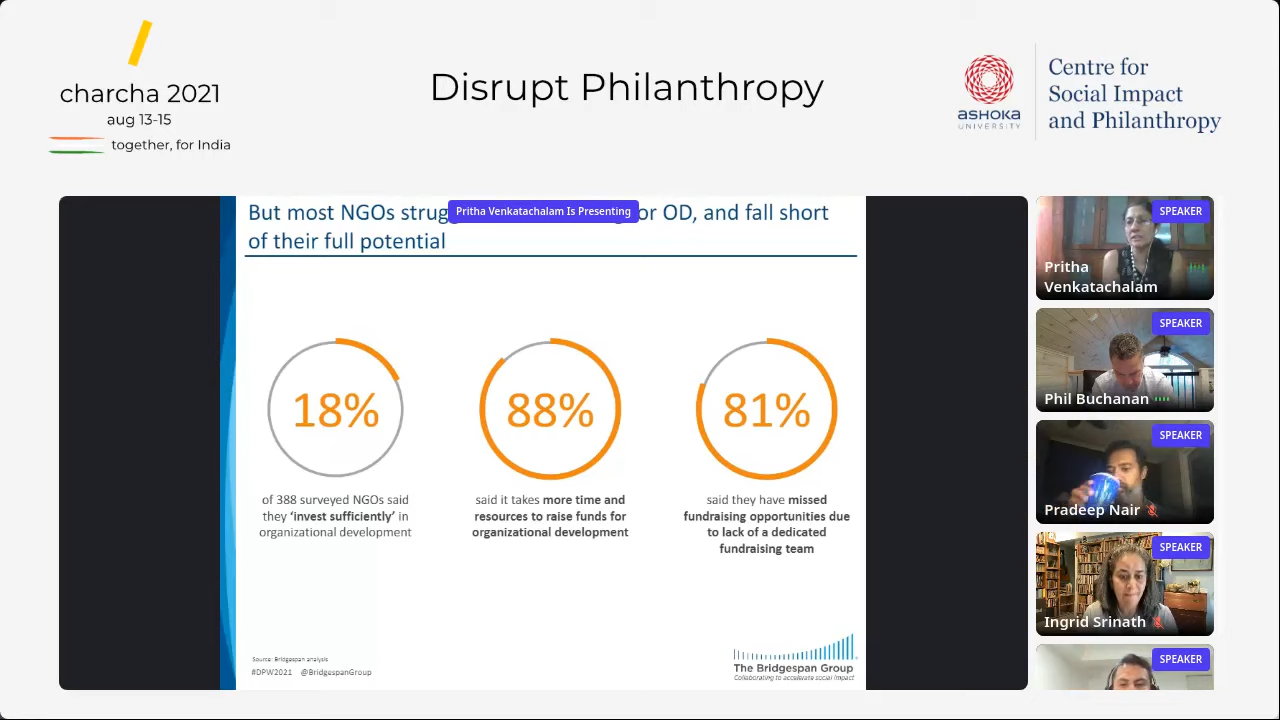 charcha 2021
aug 13-15
together, for India
Disrupt Philanthropy
ASHOKA
UNIVERSITY
Centre for
Social Impact
and Philanthropy
But most NGOs strug
Pritha Venkatachalam Is Presenting
or OD, and fall short
of their full potential
18%
of 388 surveyed NGOs said
they ‘invest sufficiently’ in
organizational development
88%
said it takes more time and
resources to raise funds for
organizational development
81%
said they have missed
fundraising opportunities due
to lack of a dedicated
fundraising team
Source: Bridgespan analysis
#DPW2021 @BridgespanGroup
The Bridgespan Group
Collaborating to accelerate social impact
SPEAKER
Pritha
Venkatachalam
SPEAKER
Phil Buchanan
SPEAKER
Pradeep Nair
SPEAKER
Ingrid Srinath
SPEAKER